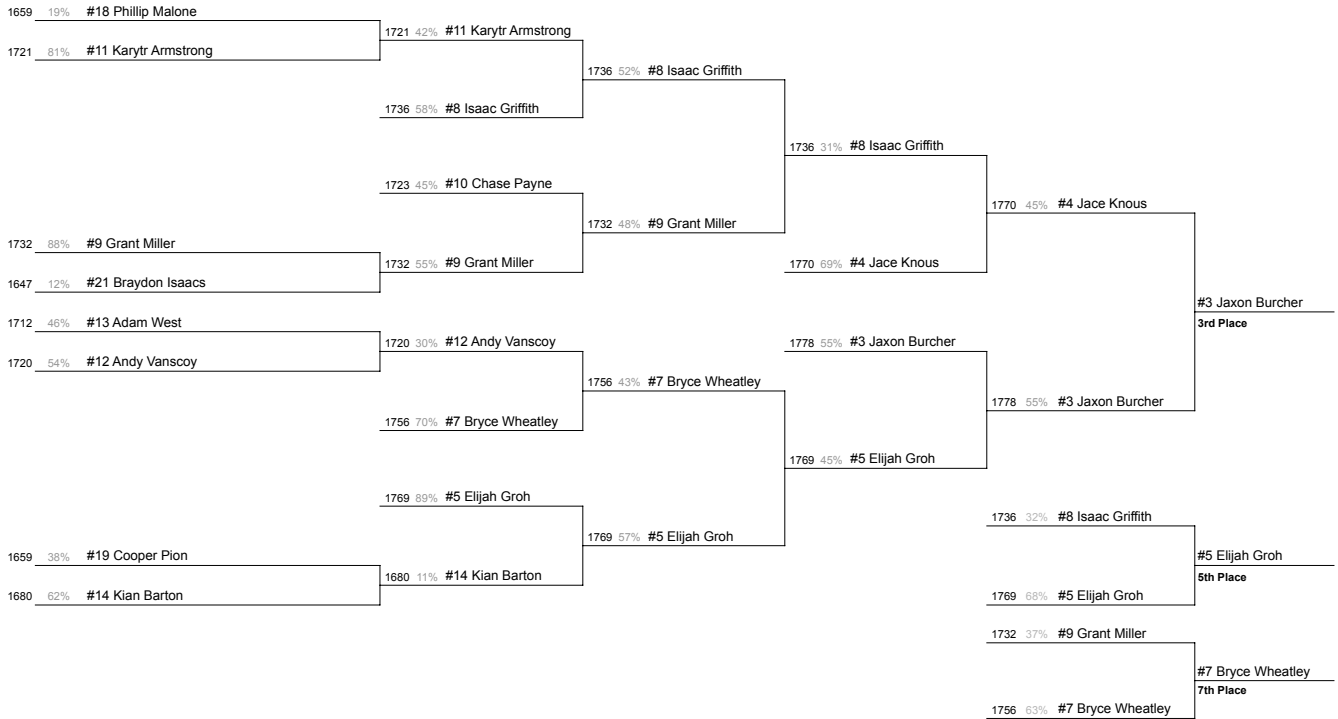 1659 19% #18 Phillip Malone
1721 42% #11 Karytr Armstrong
1721 81% #11 Karytr Armstrong
1736 52% #8 Isaac Griffith
1736 58% #8 Isaac Griffith
1736 31% #8 Isaac Griffith
1723 45% #10 Chase Payne
1770 45% #4 Jace Knous
1732 48% #9 Grant Miller
1732 88% #9 Grant Miller
1732 55% #9 Grant Miller
1770 69% #4 Jace Knous
1647 12% #21 Braydon Isaacs
#3 Jaxon Burcher
3rd Place
1712 46% #13 Adam West
1720 30% #12 Andy Vanscoy
1778 55% #3 Jaxon Burcher
1720 54% #12 Andy Vanscoy
1756 43% #7 Bryce Wheatley
1778 55% #3 Jaxon Burcher
1756 70% #7 Bryce Wheatley
1769 45% #5 Elijah Groh
1769 89% #5 Elijah Groh
1736 32% #8 Isaac Griffith
1769 57% #5 Elijah Groh
1659 38% #19 Cooper Pion
#5 Elijah Groh
5th Place
1680 11% #14 Kian Barton
1680 62% #14 Kian Barton
1769 68% #5 Elijah Groh
1732 37% #9 Grant Miller
#7 Bryce Wheatley
7th Place
1756 63% #7 Bryce Wheatley